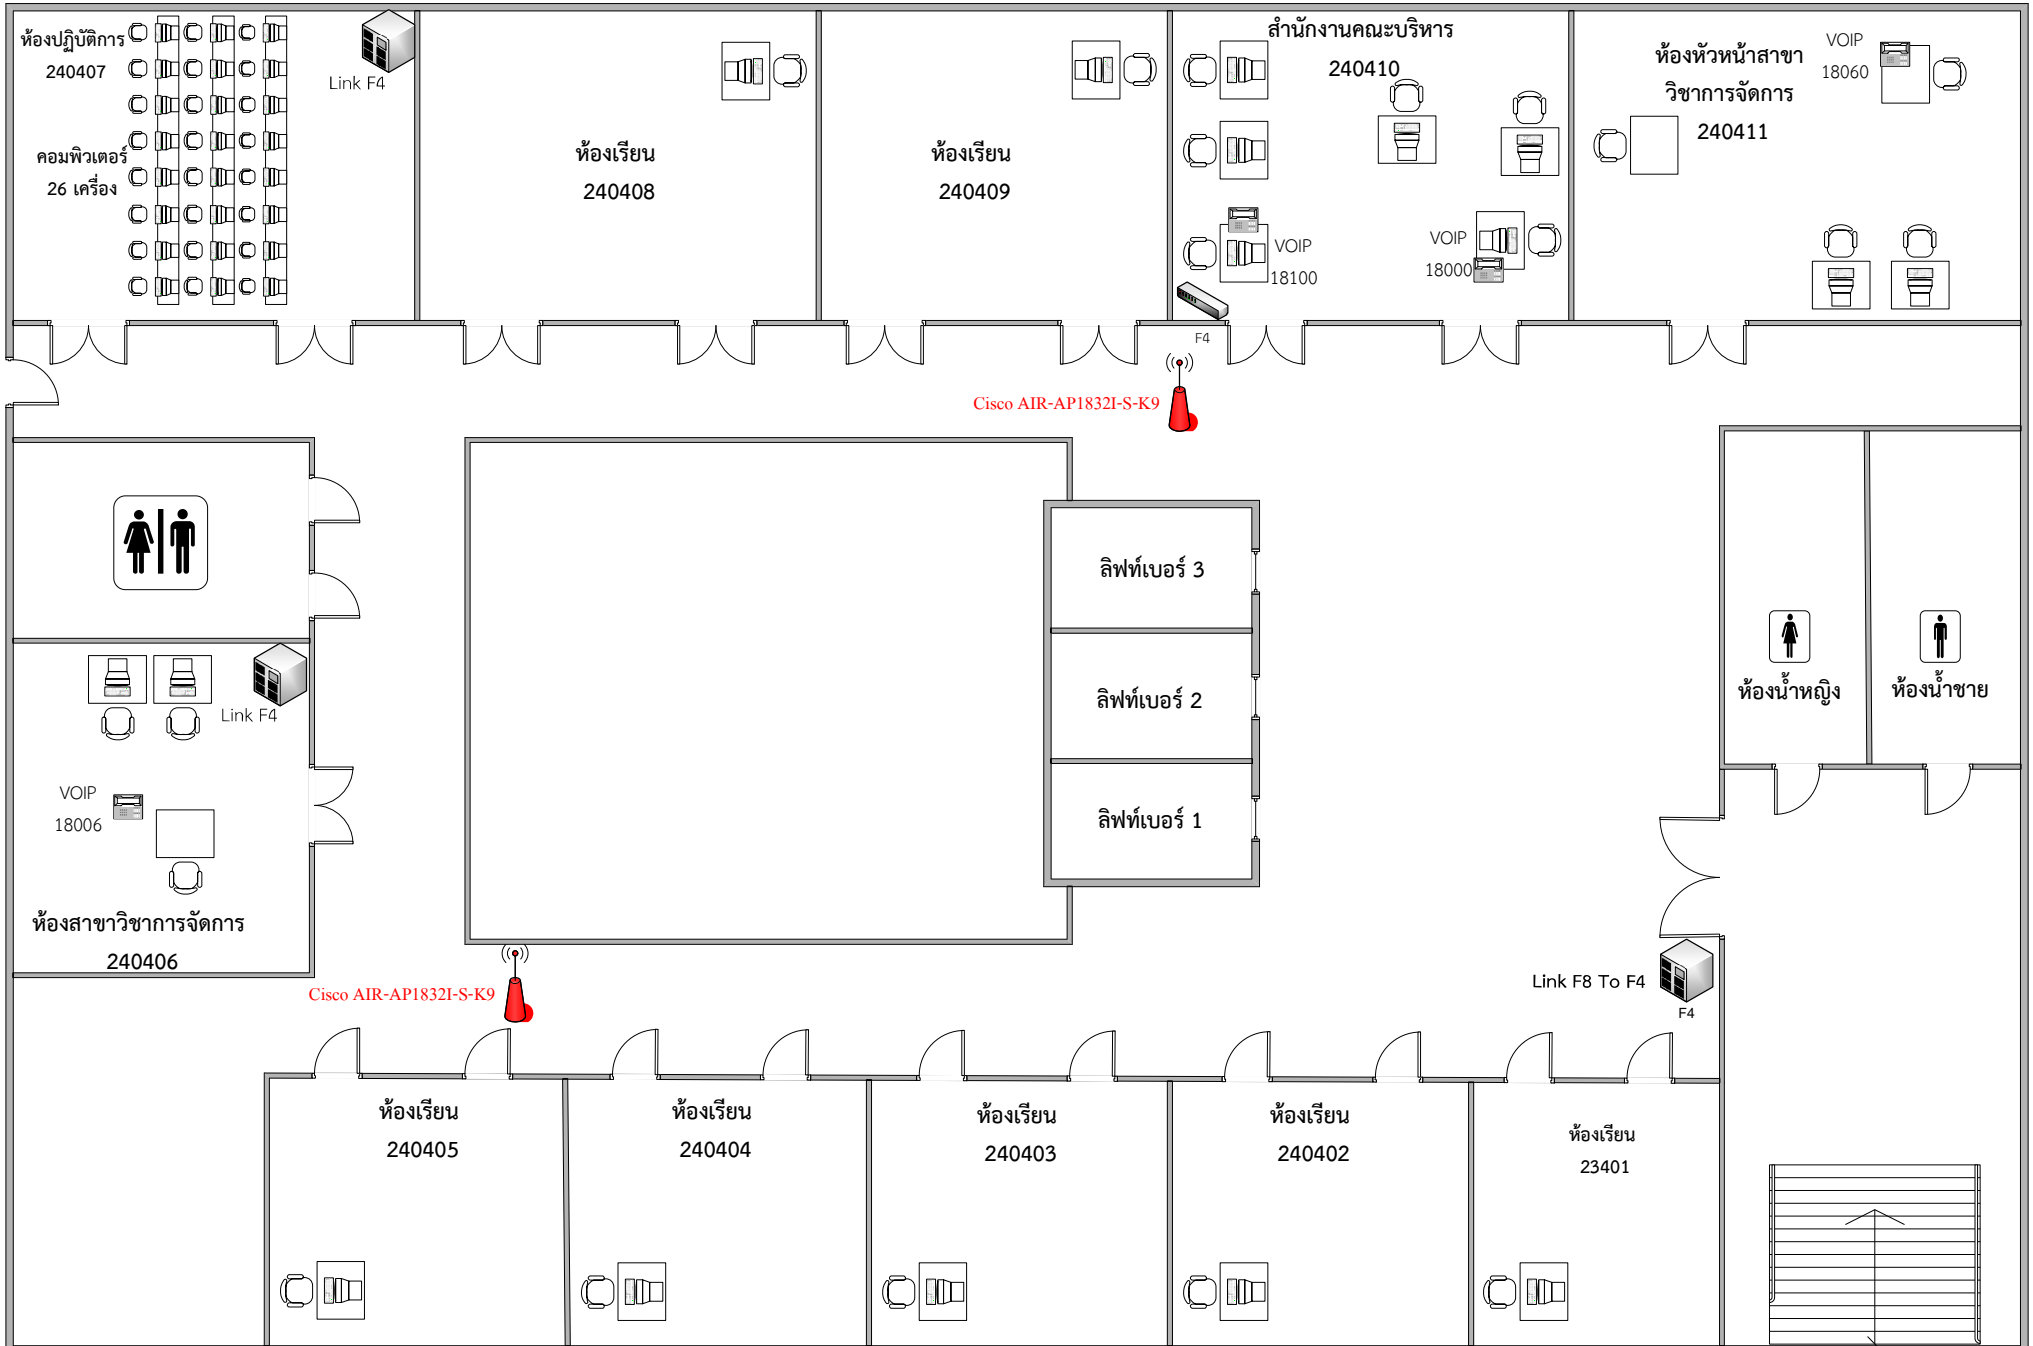 ห้องปฏิบัติการ
240407
คอมพิวเตอร์
26 เครื่อง
Link F4
ห้องเรียน
240408
ห้องเรียน
240409
สำนักงานคณะบริหาร
240410
VOIP
18100
VOIP
18000
F4
ห้องหัวหน้าสาขา
วิชาการจัดการ
240411
VOIP
18060
Cisco AIR-AP1832I-S-K9
ลิฟท์เบอร์ 3
ลิฟท์เบอร์ 2
ลิฟท์เบอร์ 1
ห้องน้ำหญิง
ห้องน้ำชาย
Link F4
VOIP
18006
ห้องสาขาวิชาการจัดการ
240406
Cisco AIR-AP1832I-S-K9
Link F8 To F4
F4
ห้องเรียน
240405
ห้องเรียน
240404
ห้องเรียน
240403
ห้องเรียน
240402
ห้องเรียน
23401